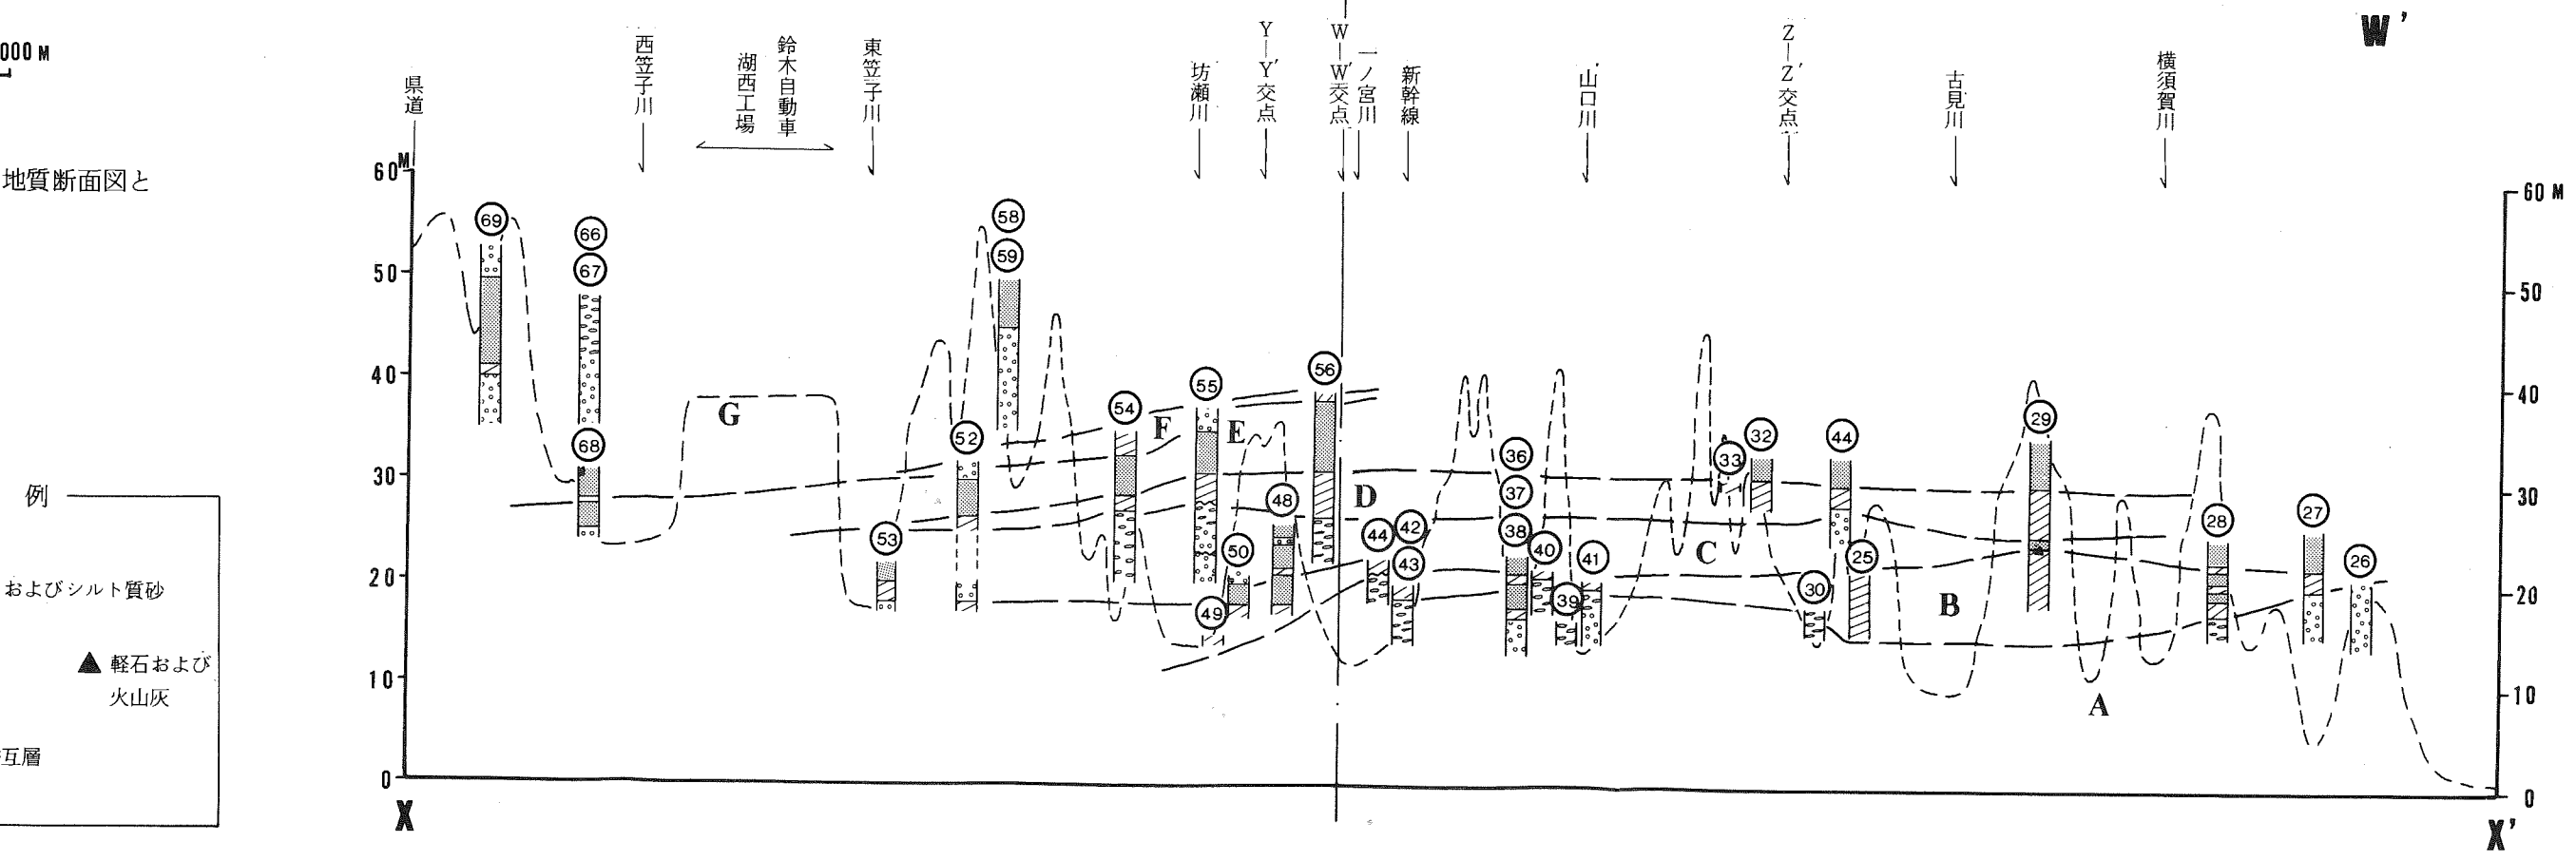 000 M
地質断面図と
例
およびシルト質砂
▲ 軽石および
火山灰
互層
W’
県道
西笠子川
鈴木自動車
湖西工場
東笠子川
坊瀬川
Y―Y′交点
W―W′交点
一ノ宮川
新幹線
山口川
Z―Z′交点
古見川
横須賀川
60 M
50
40
30
20
10
0
60 M
50
40
30
20
10
0
69
66
67
68
58
59
52
53
54
55
56
48
50
49
44
42
43
36
37
38
40
41
39
33
32
44
30
25
29
28
27
26
G
F
E
D
C
B
A
X
X’